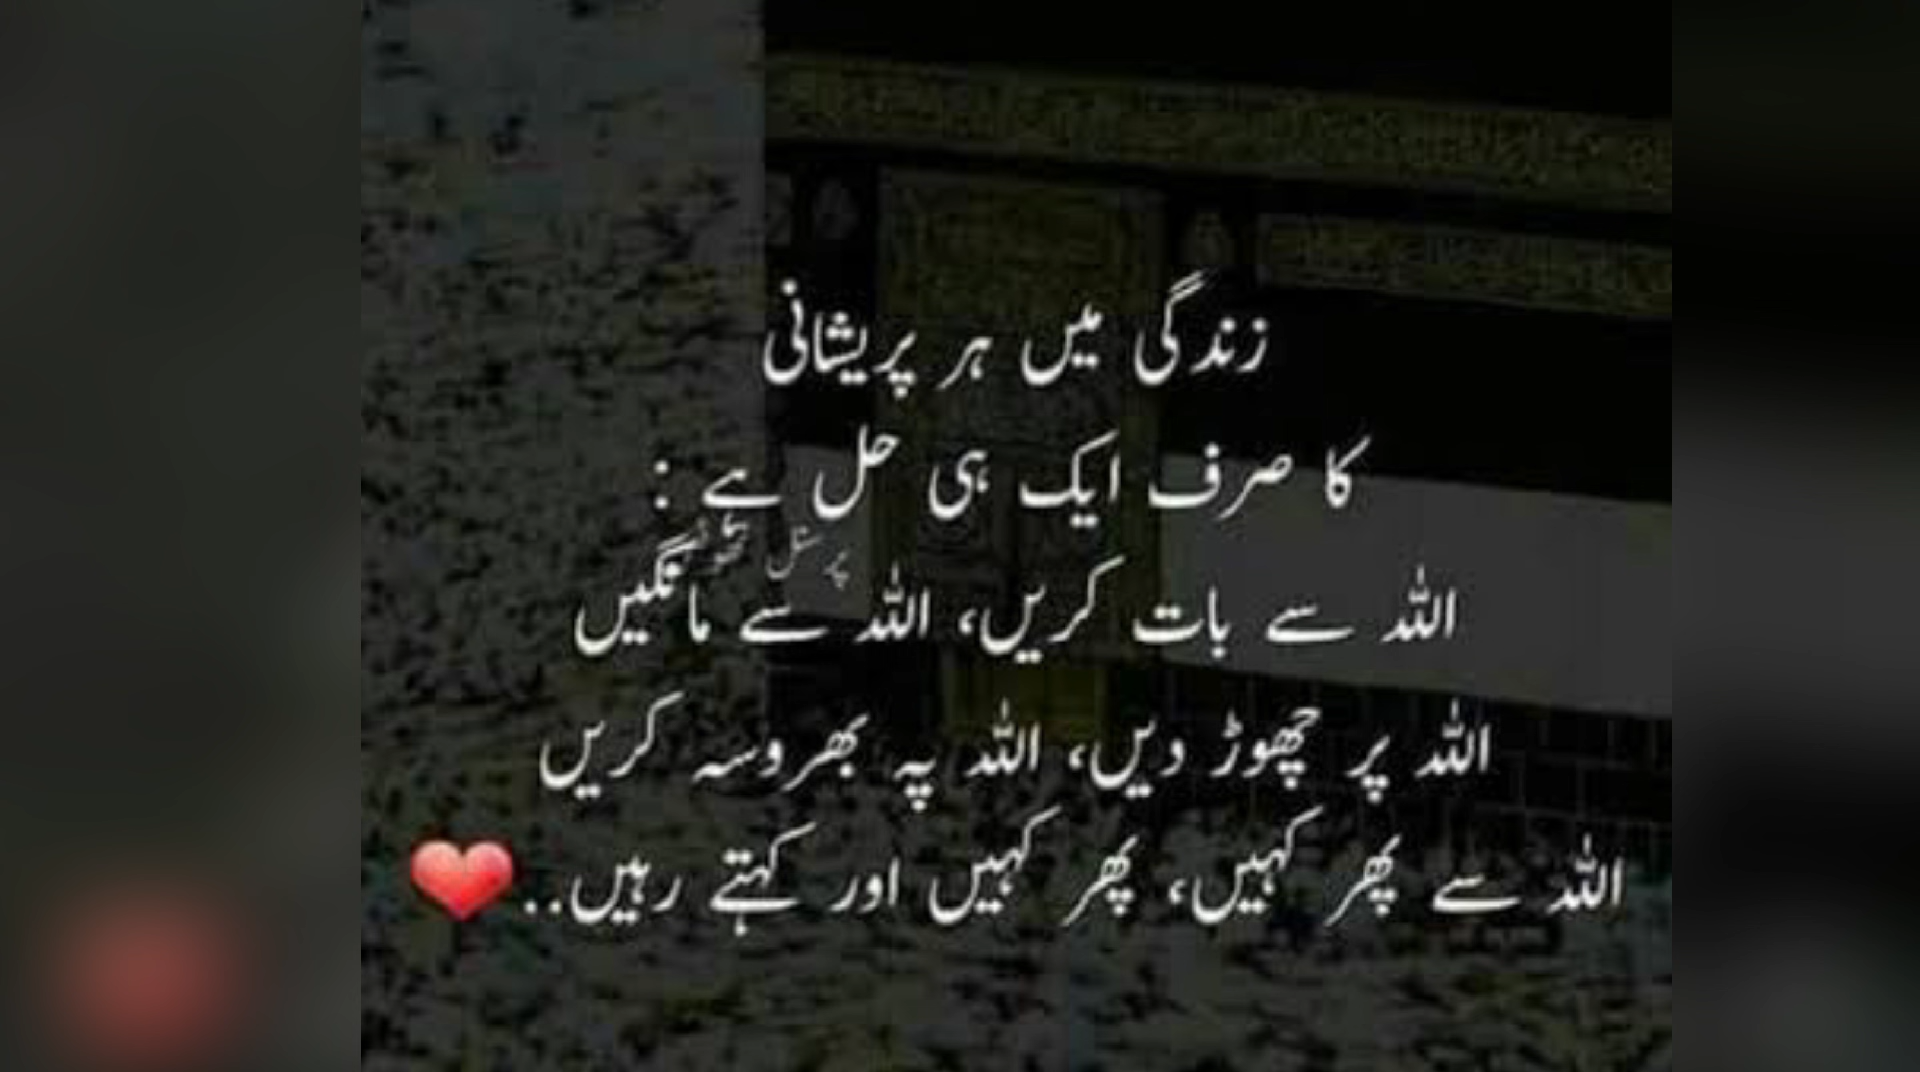 زندگی میں ہر پریشانی
کا صرف ایک ہی حل ہے :
اللہ سے بات کریں، اللہ سے مانگیں
اللہ پر چھوڑ دیں، اللہ پہ بھروسہ کریں
اللہ سے پھر کہیں، پھر کہیں اور کہتے رہیں..❤